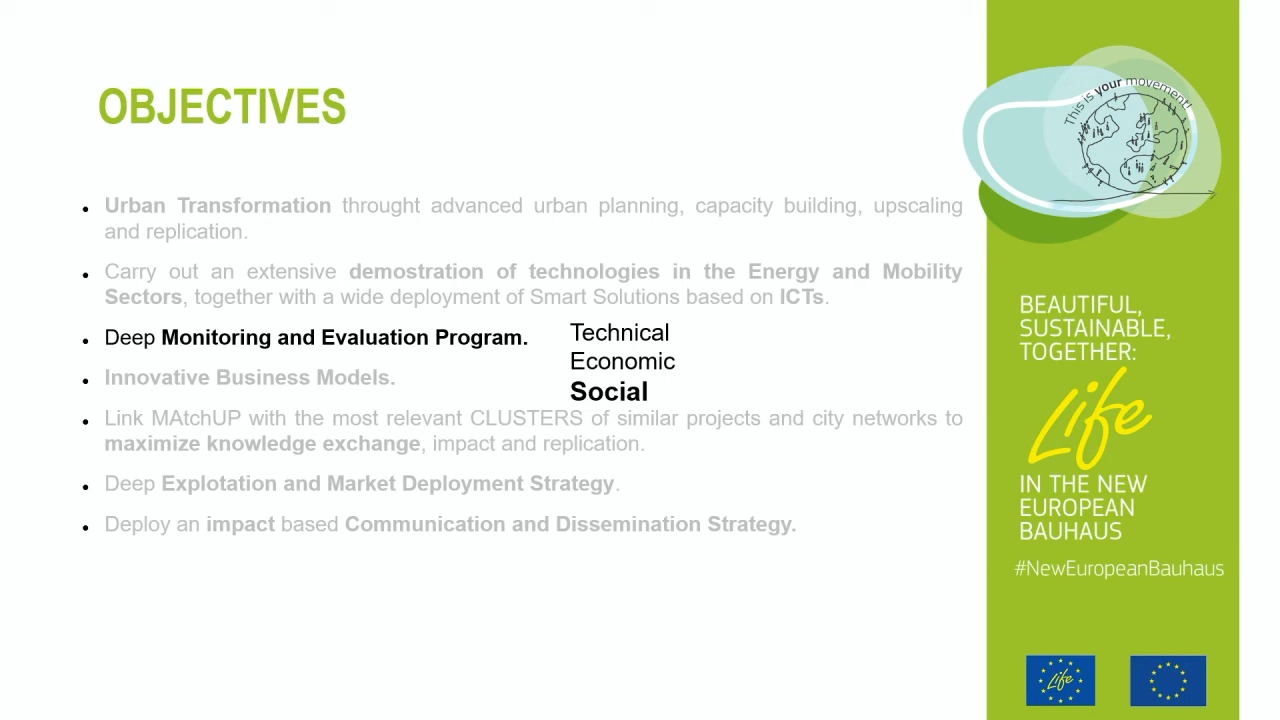 OBJECTIVES
• Urban Transformation throught advanced urban planning, capacity building, upscaling
and replication.
• Carry out an extensive demostration of technologies in the Energy and Mobility
Sectors, together with a wide deployment of Smart Solutions based on ICTs.
• Deep Monitoring and Evaluation Program.
Technical
Economic
Social
• Innovative Business Models.
• Link MAtchUP with the most relevant CLUSTERS of similar projects and city networks to
maximize knowledge exchange, impact and replication.
• Deep Explotation and Market Deployment Strategy.
• Deploy an impact based Communication and Dissemination Strategy.
This is your movement!
BEAUTIFUL,
SUSTAINABLE,
TOGETHER:
Life
IN THE NEW
EUROPEAN
BAUHAUS
#NewEuropeanBauhaus
Life